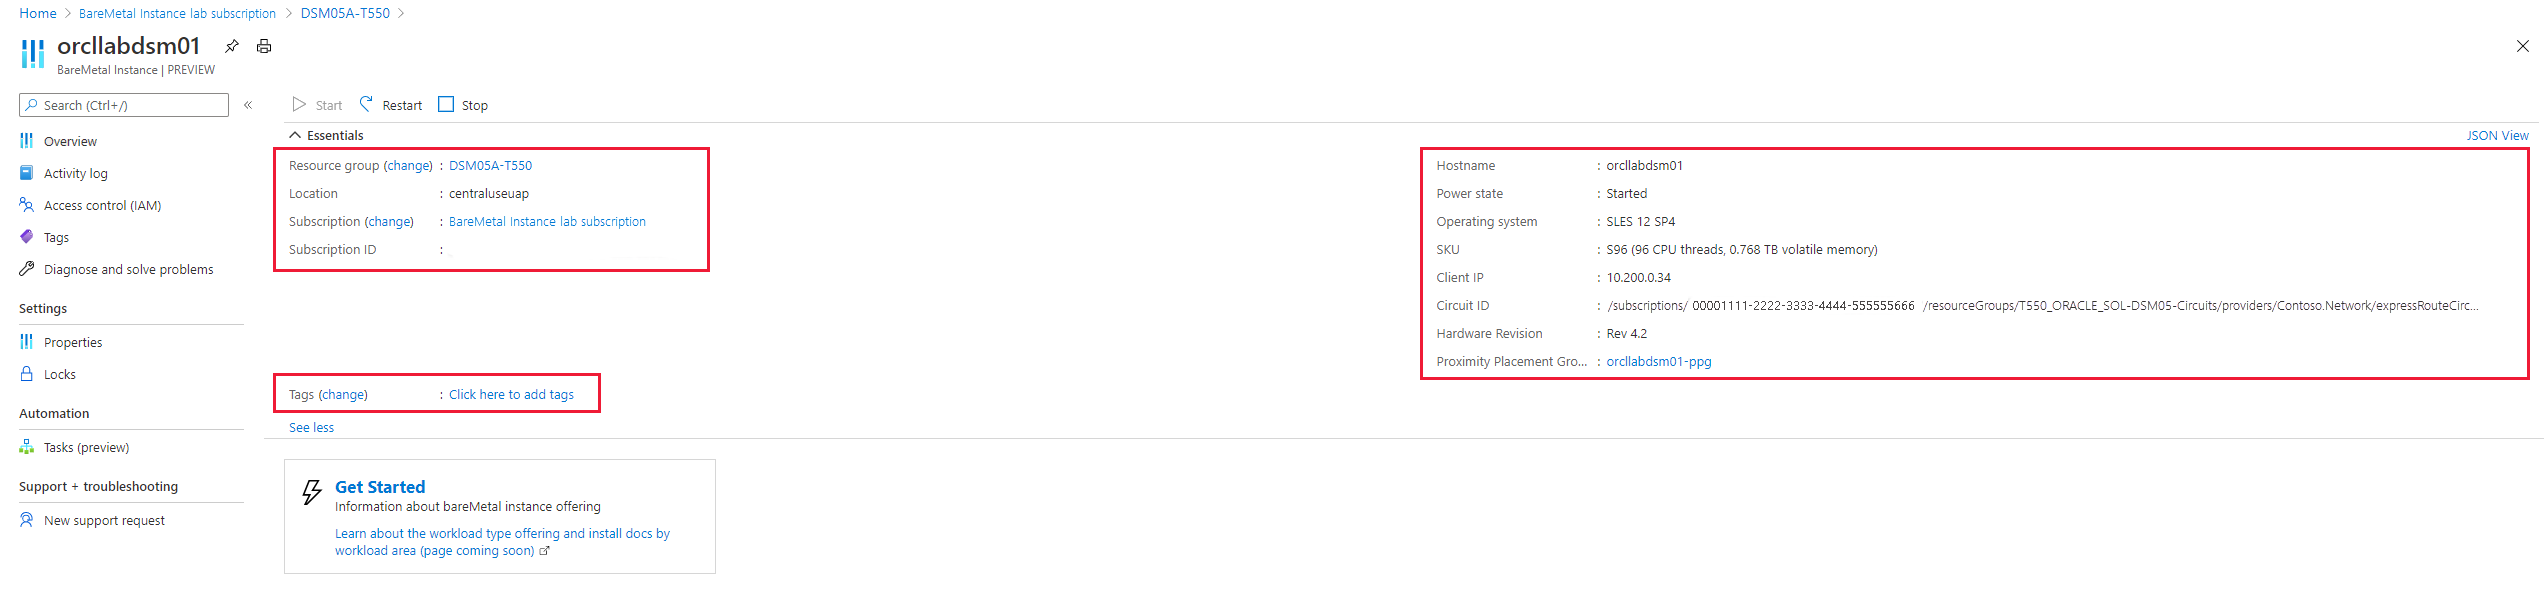 Home > BareMetal Instance lab subscription > DSM05A-T550 >
orcllabdsm01
BareMetal Instance | PREVIEW
Search (Ctrl+/)
«
Overview
Activity log
Access control (IAM)
Tags
Diagnose and solve problems
Settings
Properties
Locks
Automation
Tasks (preview)
Support + troubleshooting
New support request
Start Restart Stop
Essentials
JSON View
Resource group (change) : DSM05A-T550
Location : centraluseuap
Subscription (change) : BareMetal Instance lab subscription
Subscription ID :
Hostname : orcllabdsm01
Power state : Started
Operating system : SLES 12 SP4
SKU : S96 (96 CPU threads, 0.768 TB volatile memory)
Client IP : 10.200.0.34
Circuit ID : /subscriptions/ 00001111-2222-3333-4444-555555666 /resourceGroups/T550_ORACLE_SOL-DSM05-Circuits/providers/Contoso.Network/expressRouteCirc...
Hardware Revision : Rev 4.2
Proximity Placement Gro... : orcllabdsm01-ppg
Tags (change) : Click here to add tags
See less
Get Started
Information about bareMetal instance offering
Learn about the workload type offering and install docs by
workload area (page coming soon)